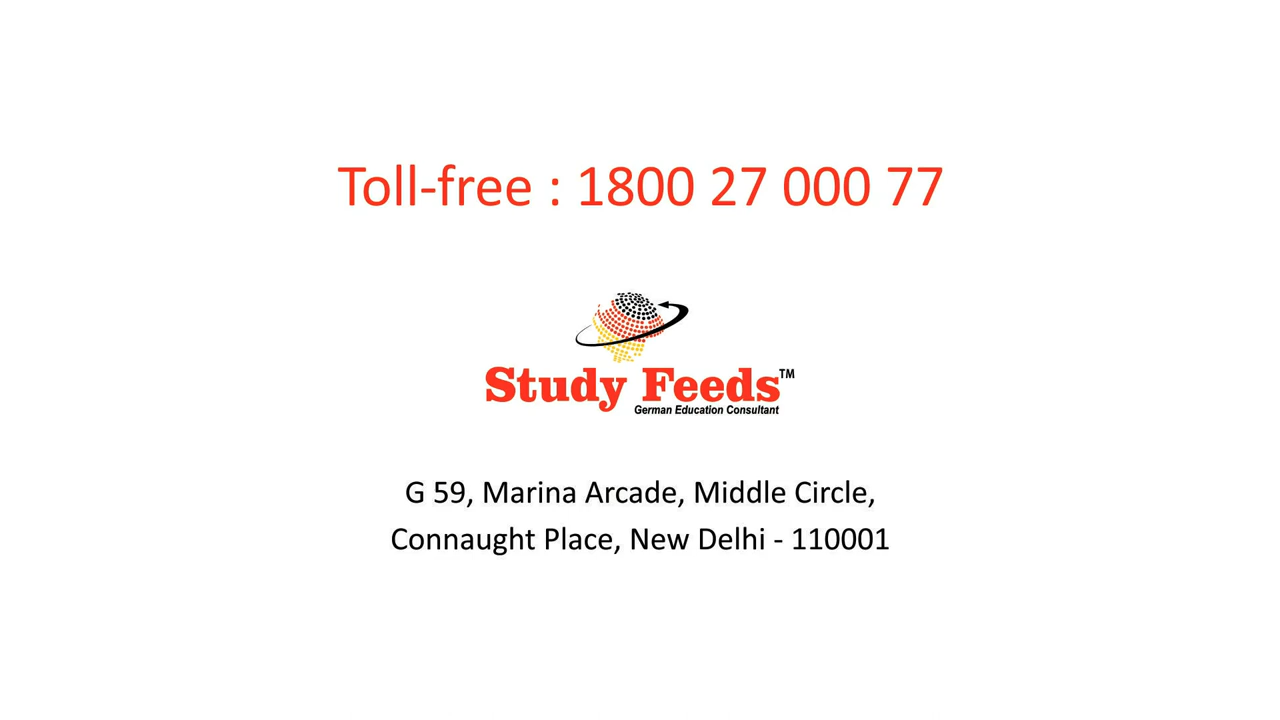 Toll-free : 1800 27 000 77
Study Feeds™
German Education Consultant
G 59, Marina Arcade, Middle Circle,
Connaught Place, New Delhi - 110001